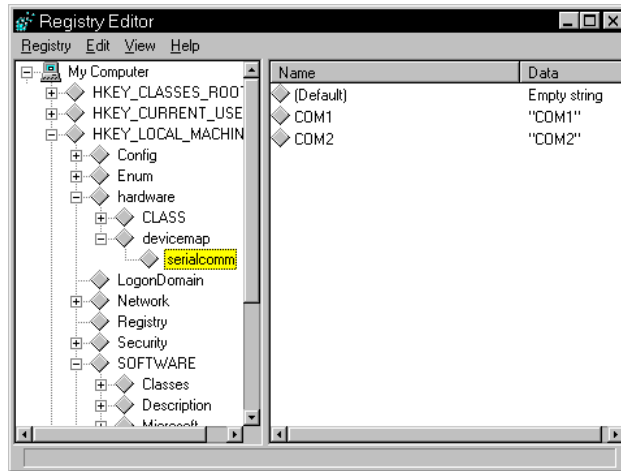 Registry Editor
Registry Edit View Help
My Computer
HKEY_CLASSES_ROOT
HKEY_CURRENT_USE
HKEY_LOCAL_MACHIN
Config
Enum
hardware
CLASS
devicemap
serialcomm
LogonDomain
Network
Registry
Security
SOFTWARE
Classes
Description
Microsoft
Name Data
(Default) Empty string
COM1 "COM1"
COM2 "COM2"